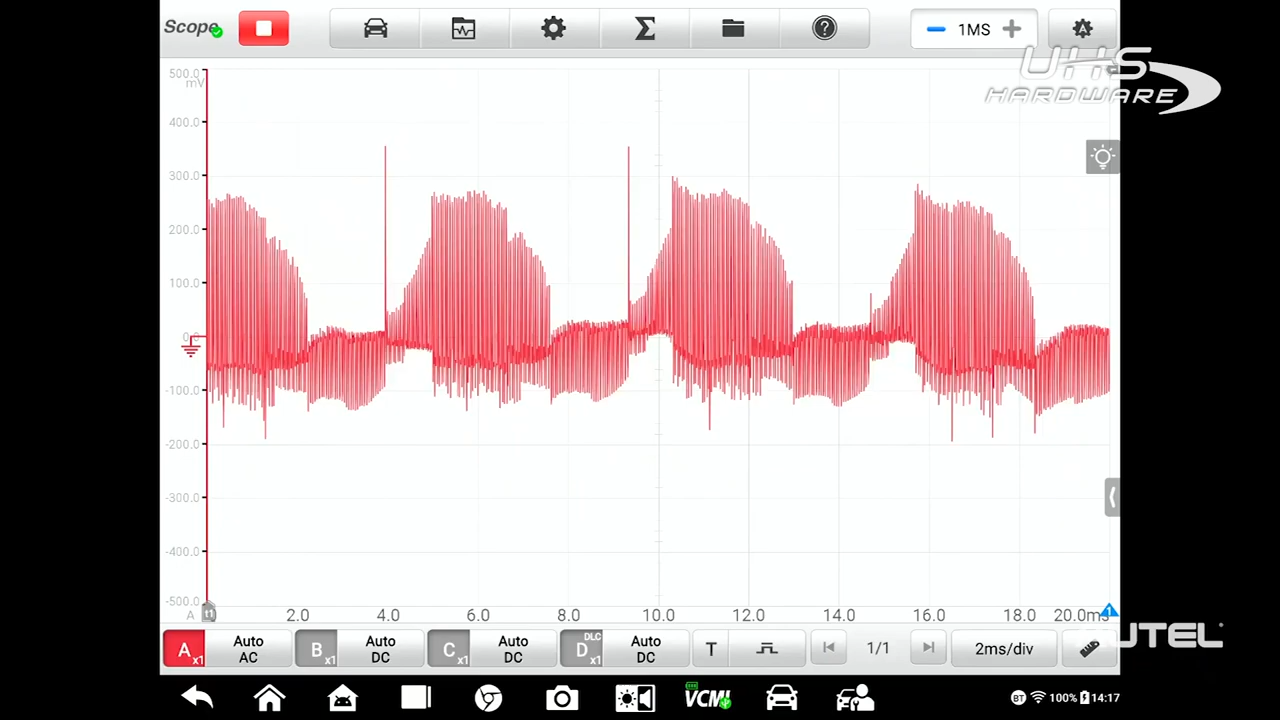 Scope
1MS
UHS
HARDWARE
500.0
mV
400.0
300.0
200.0
100.0
0.0
-100.0
-200.0
-300.0
-400.0
-500.0
A
2.0 4.0 6.0 8.0 10.0 12.0 14.0 16.0 18.0 20.0
A x1 Auto AC B x1 Auto DC C x1 Auto DC DLC D x1 Auto DC T 1/1 2ms/div
UTEL
VCMI BT 100% 14:17